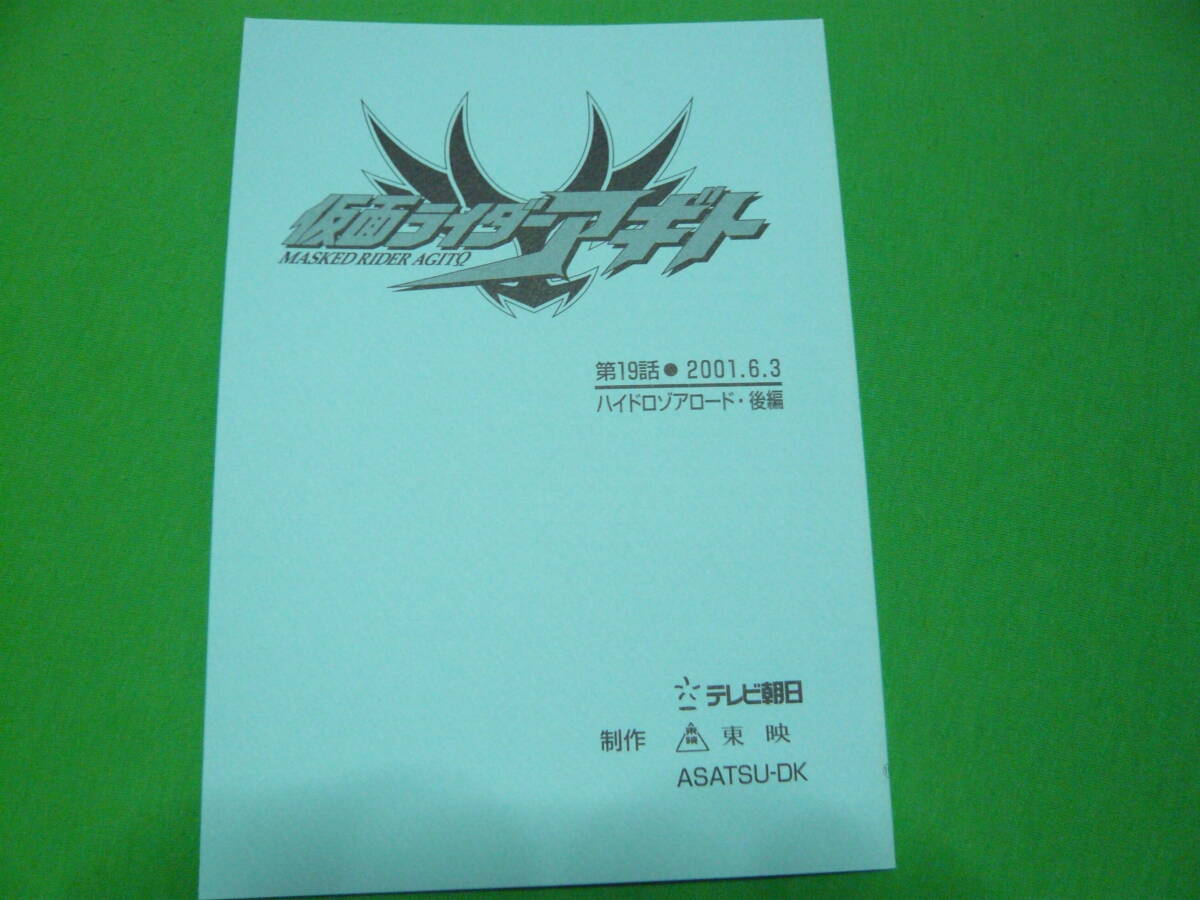 仮面ライダーアギト
MASKED RIDER AGITΩ
第19話●2001.6.3
ハイドロゾアロード・後編
テレビ朝日
制作 東映 東映
ASATSU-DK